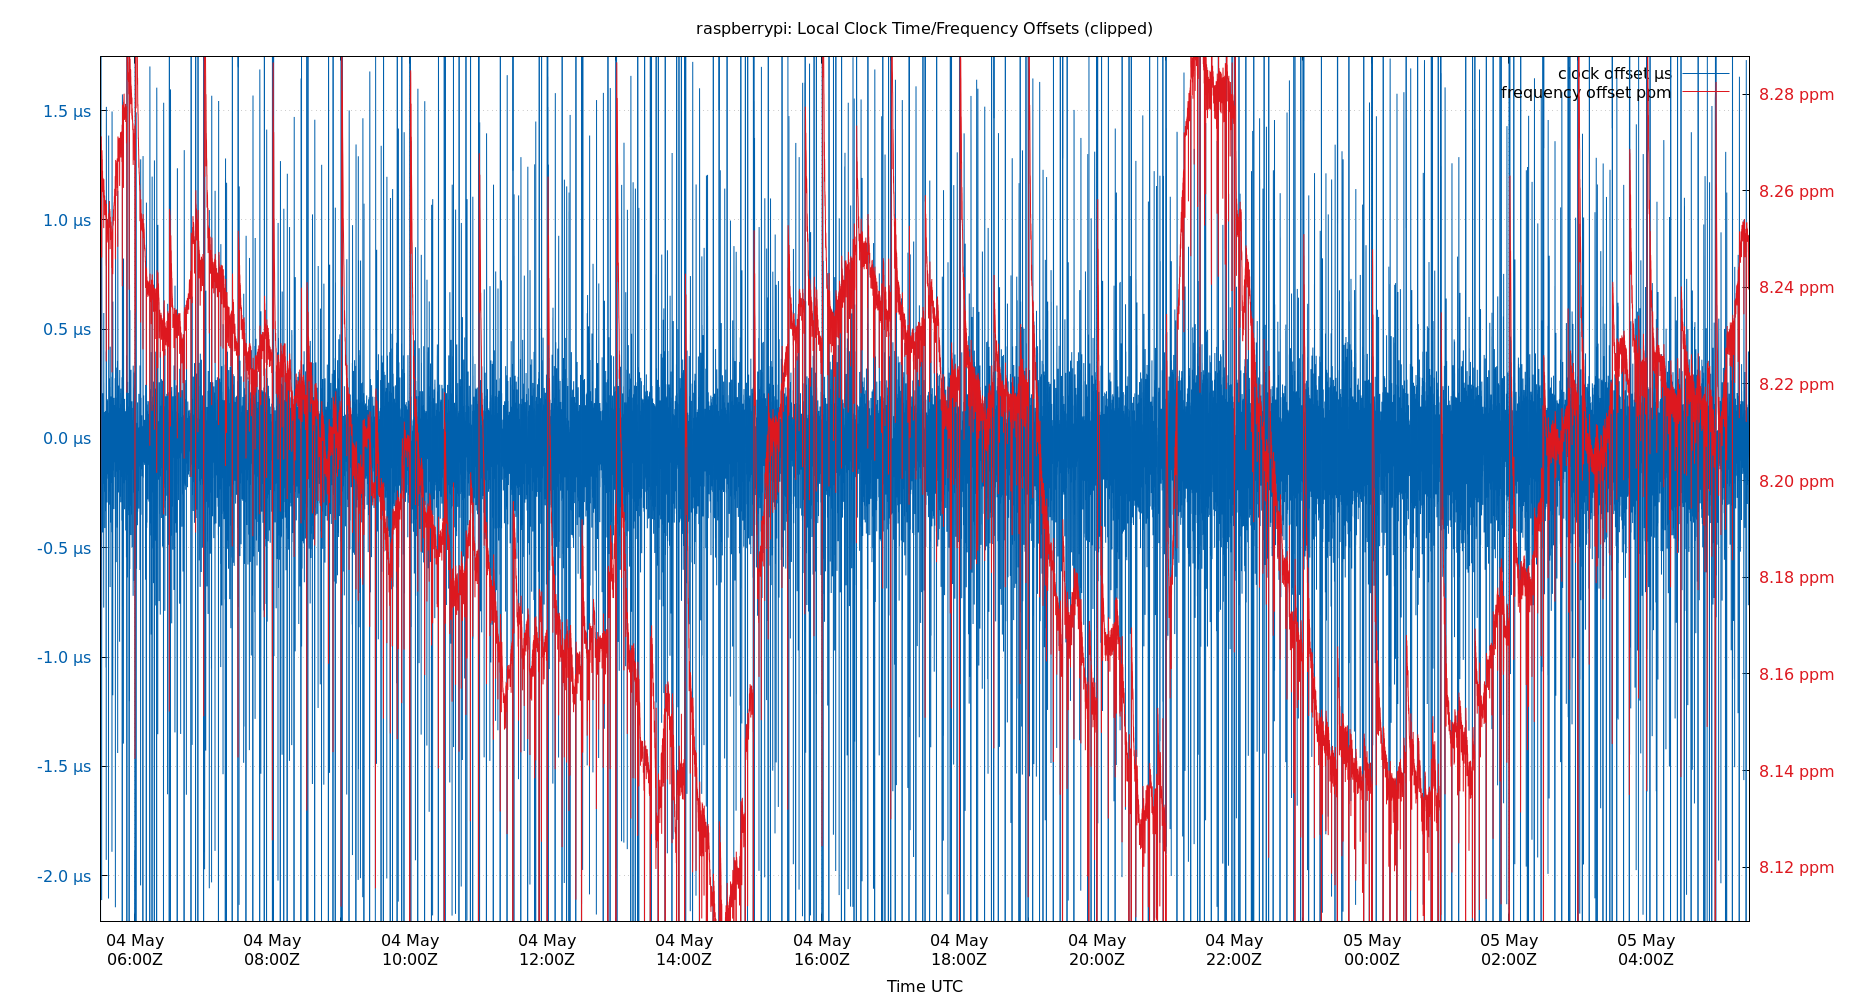 raspberrypi: Local Clock Time/Frequency Offsets (clipped)
clock offset µs
frequency offset ppm
1.5 µs
1.0 µs
0.5 µs
0.0 µs
-0.5 µs
-1.0 µs
-1.5 µs
-2.0 µs
8.28 ppm
8.26 ppm
8.24 ppm
8.22 ppm
8.20 ppm
8.18 ppm
8.16 ppm
8.14 ppm
8.12 ppm
04 May
06:00Z
04 May
08:00Z
04 May
10:00Z
04 May
12:00Z
04 May
14:00Z
04 May
16:00Z
04 May
18:00Z
04 May
20:00Z
04 May
22:00Z
05 May
00:00Z
05 May
02:00Z
05 May
04:00Z
Time UTC